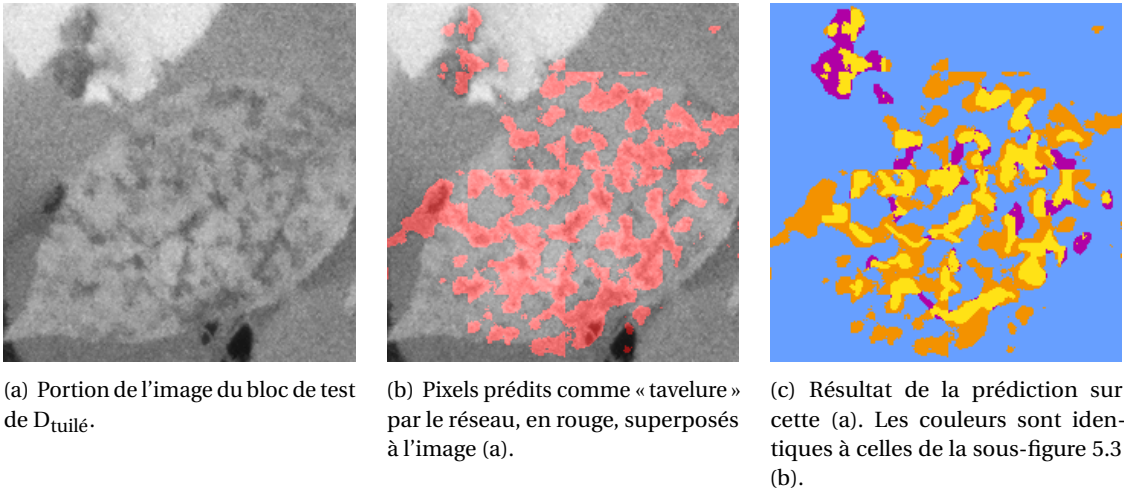 (a) Portion de l'image du bloc de test
de Dtuilé.
(b) Pixels prédits comme « tavelure »
par le réseau, en rouge, superposés
à l'image (a).
(c) Résultat de la prédiction sur
cette (a). Les couleurs sont iden-
tiques à celles de la sous-figure 5.3
(b).